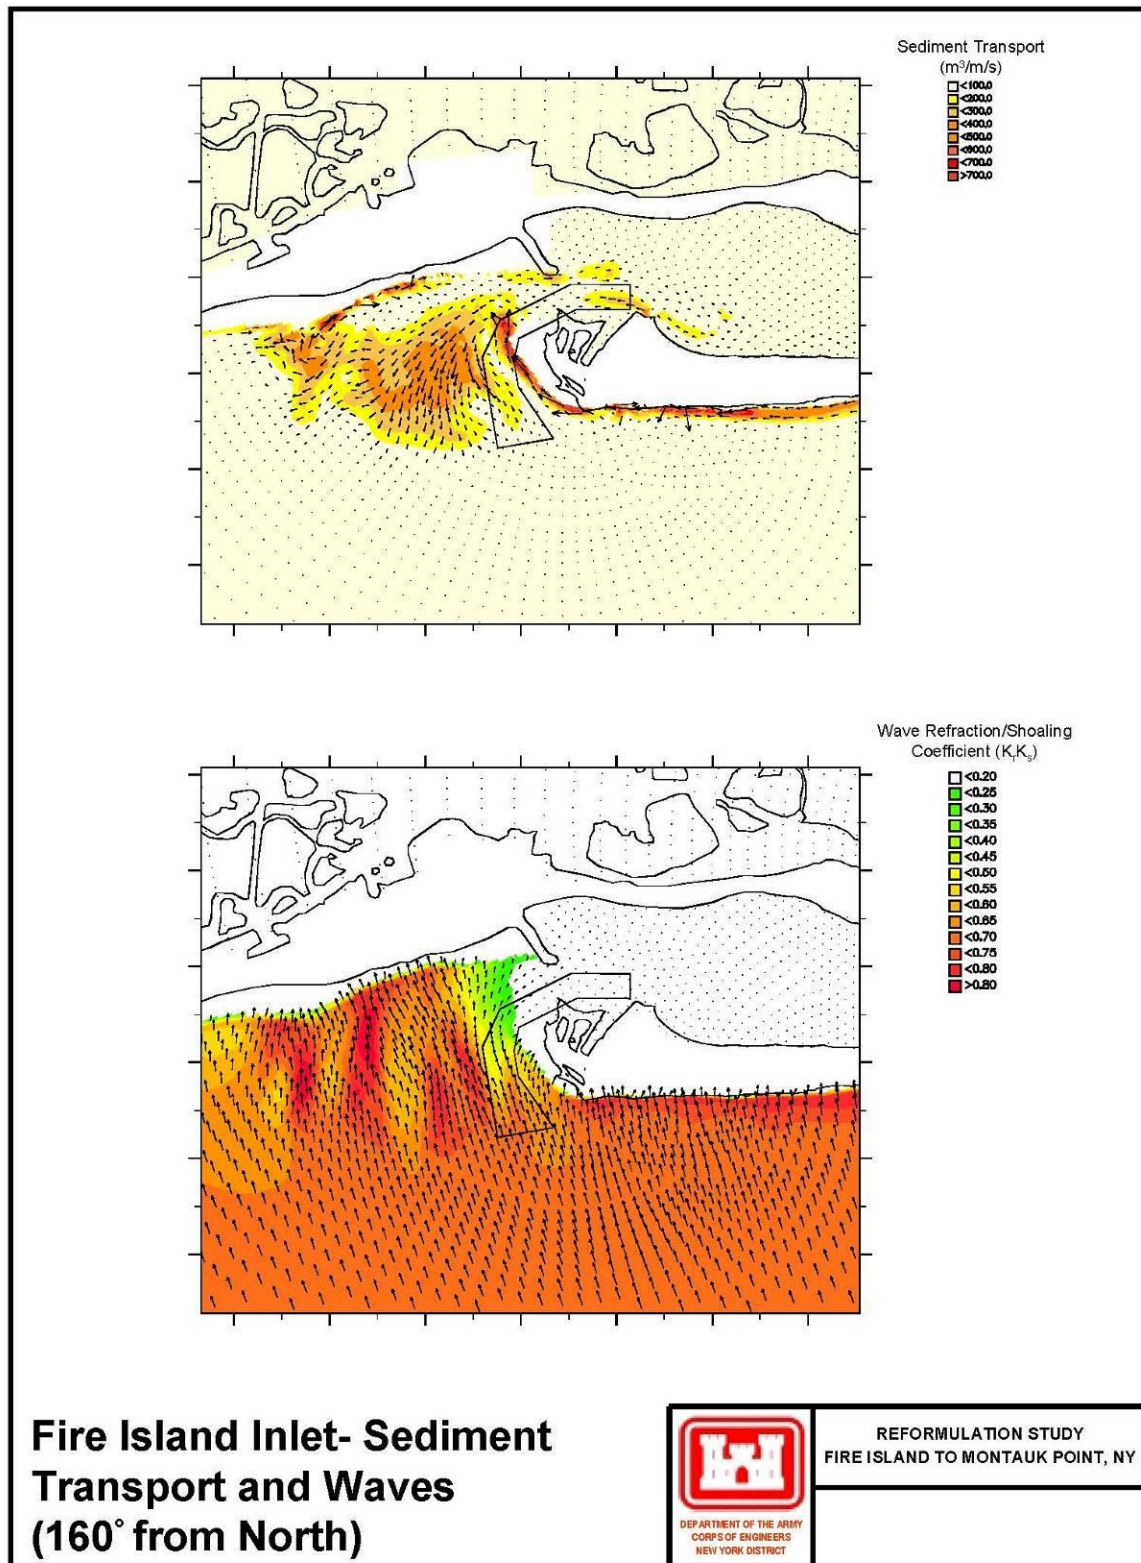 Sediment Transport
(m³/m/s)
<100.0
<200.0
<300.0
<400.0
<500.0
<600.0
<700.0
>700.0
Wave Refraction/Shoaling
Coefficient (KᵣKₛ)
<0.20
<0.25
<0.30
<0.35
<0.40
<0.45
<0.50
<0.55
<0.60
<0.65
<0.70
<0.75
<0.80
>0.80
Fire Island Inlet- Sediment
Transport and Waves
(160° from North)
DEPARTMENT OF THE ARMY
CORPS OF ENGINEERS
NEW YORK DISTRICT
REFORMULATION STUDY
FIRE ISLAND TO MONTAUK POINT, NY